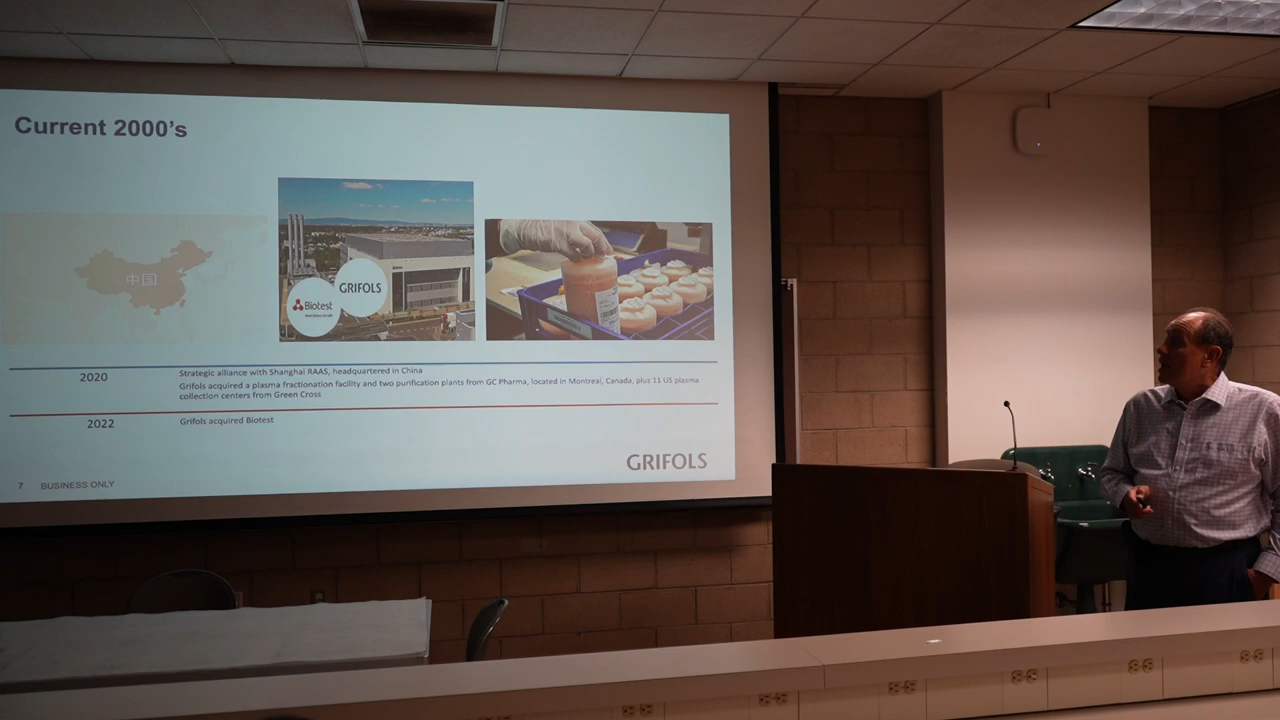 Current 2000's
中国
Biotest
GRIFOLS
2020
Strategic alliance with Shanghai RAAS, headquartered in China
Grifols acquired a plasma fractionation facility and two purification plants from GC Pharma, located in Montreal, Canada, plus 11 US plasma
collection centers from Green Cross
2022
Grifols acquired Biotest
GRIFOLS
7 BUSINESS ONLY